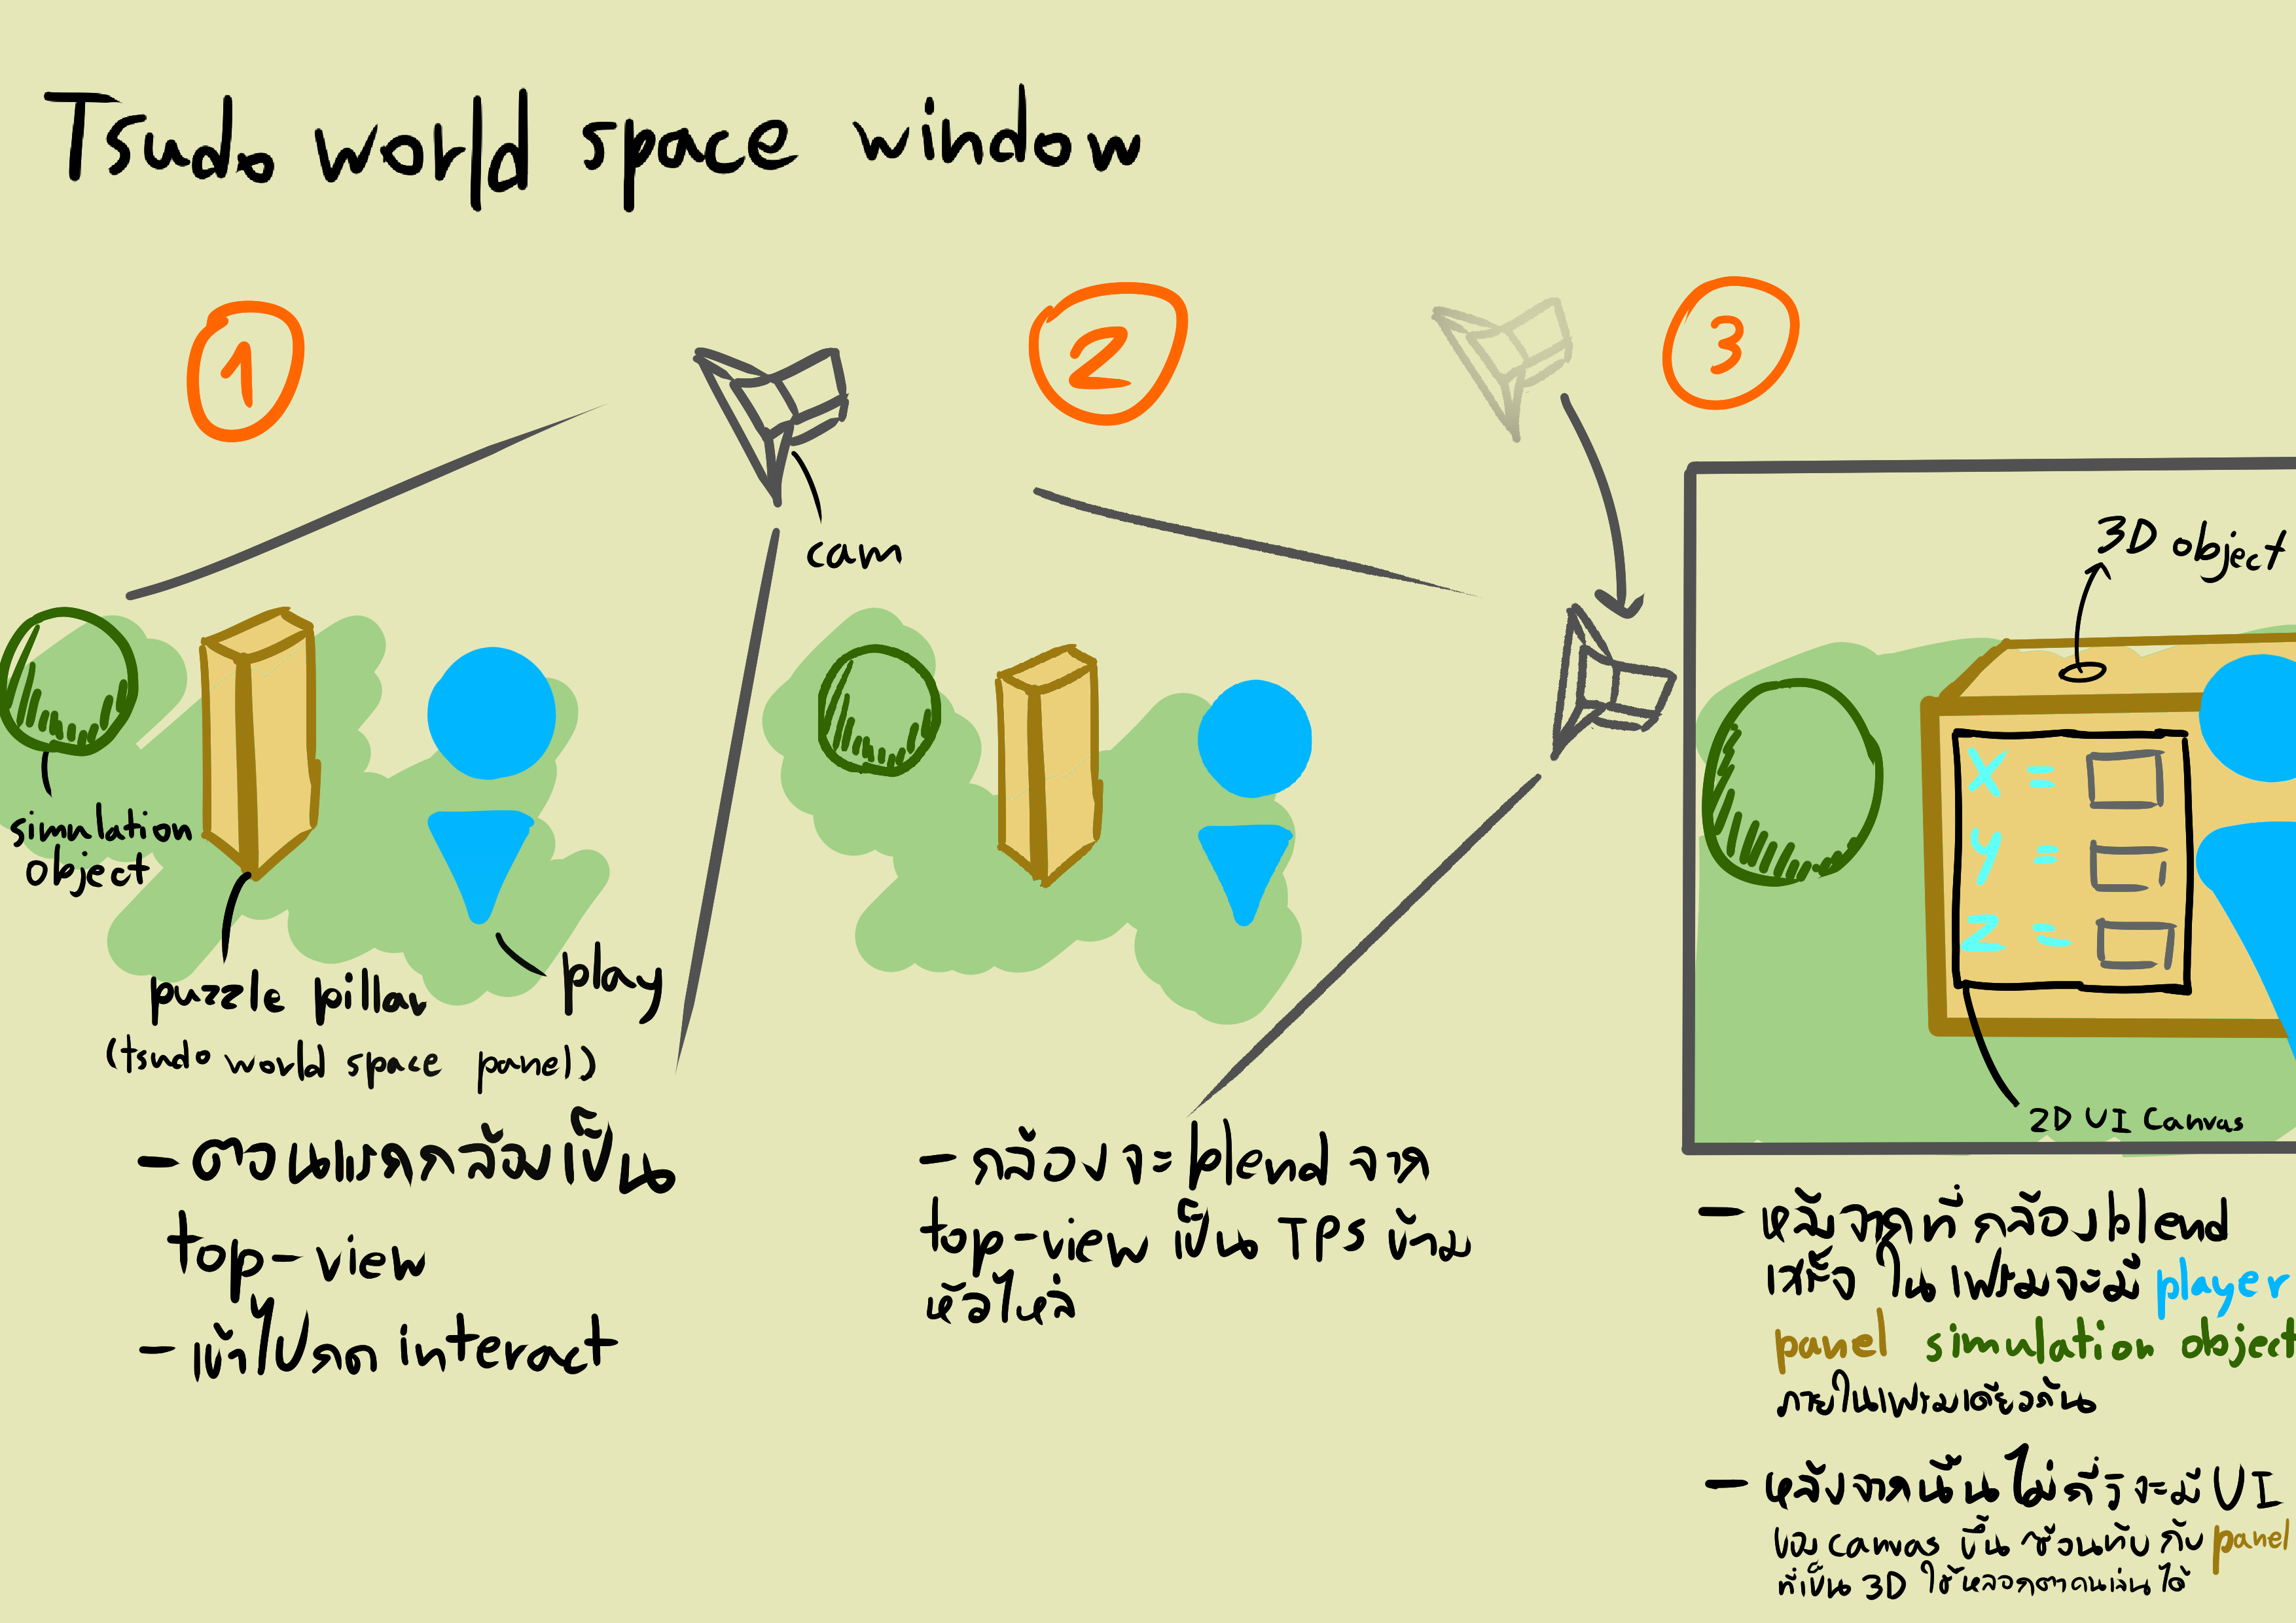 Tsudo world space window
1
2
3
cam
simulation
object
puzzle pillar
(tsudo world space panel)
play
- ตอนแรกกล้องเป็น
top-view
- เข้าไปกด interact
- กล้องจะ blend จาก
top-view เป็น TPS ข้าม
หัวไหล่
3D object
X =
y =
z =
2D UI Canvas
- หลังจากที่กล้อง blend
เสร็จ ในเฟรมจะมี player
panel simulation object
ภายในเฟรมเดียวกัน
- หลังจากนั้นไม่กี่วิ จะมี UI
ของ canvas ขึ้น ซ้อนทับ กับ panel
ที่เป็น 3D ใช้หลอกตาคนเล่นได้